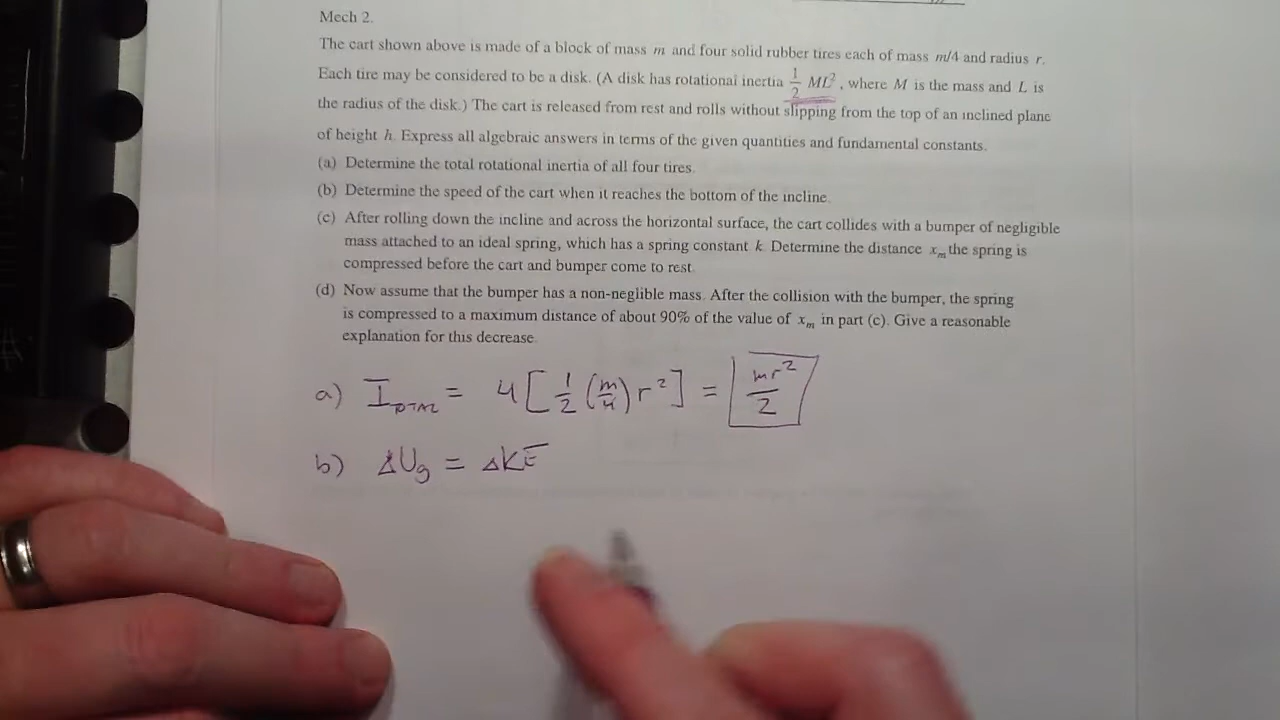 Mech 2.
The cart shown above is made of a block of mass m and four solid rubber tires each of mass m/4 and radius r.
Each tire may be considered to be a disk. (A disk has rotational inertia 1/2 ML², where M is the mass and L is
the radius of the disk.) The cart is released from rest and rolls without slipping from the top of an inclined plane
of height h. Express all algebraic answers in terms of the given quantities and fundamental constants.
(a) Determine the total rotational inertia of all four tires.
(b) Determine the speed of the cart when it reaches the bottom of the incline.
(c) After rolling down the incline and across the horizontal surface, the cart collides with a bumper of negligible
mass attached to an ideal spring, which has a spring constant k. Determine the distance xₘ the spring is
compressed before the cart and bumper come to rest.
(d) Now assume that the bumper has a non-neglible mass. After the collision with the bumper, the spring
is compressed to a maximum distance of about 90% of the value of xₘ in part (c). Give a reasonable
explanation for this decrease.
a) I_TOTAL = 4[1/2 (m/4) r²] = mr²/2
b) ΔUg = ΔKE